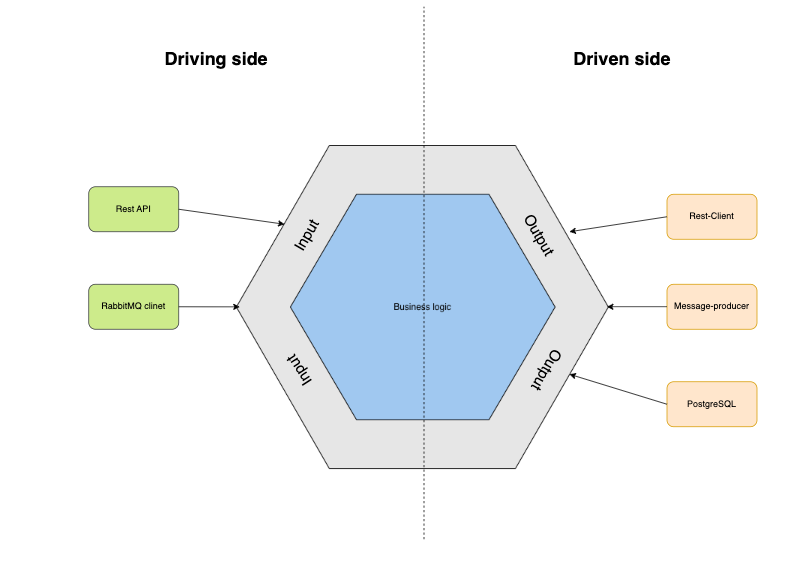 Driving side
Driven side
Rest API
Input
Output
Rest-Client
RabbitMQ clinet
Business logic
Message-producer
Input
Output
PostgreSQL